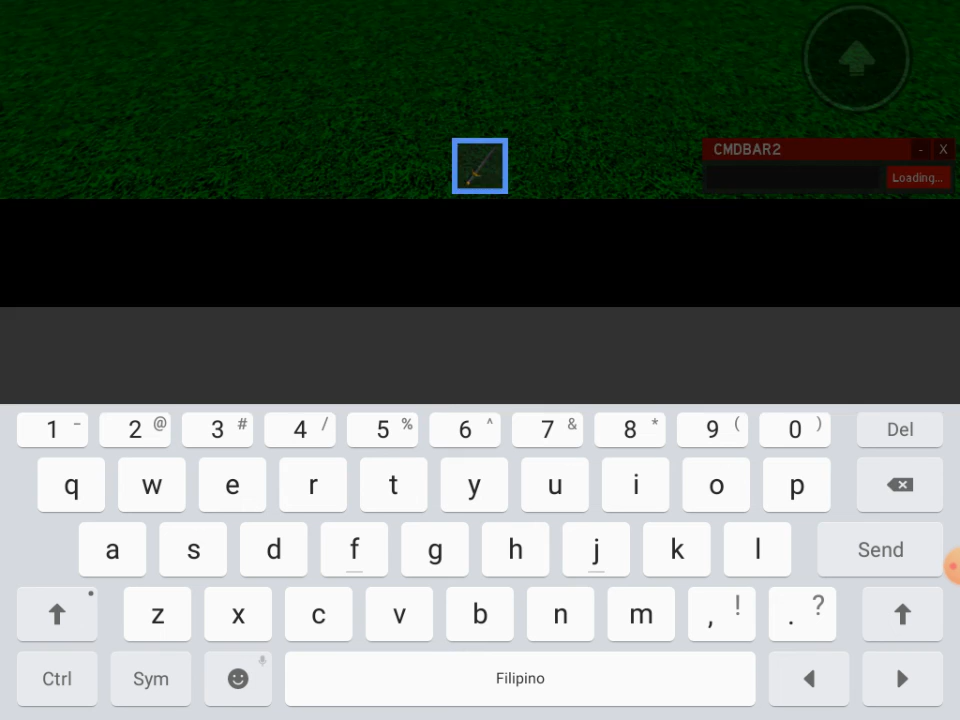 CMDBAR2 - X
Loading...
1 - 2 @ 3 # 4 / 5 % 6 ^ 7 & 8 * 9 ( 0 ) Del
q w e r t y u i o p
a s d f g h j k l Send
z x c v b n m , ! . ?
Ctrl Sym Filipino